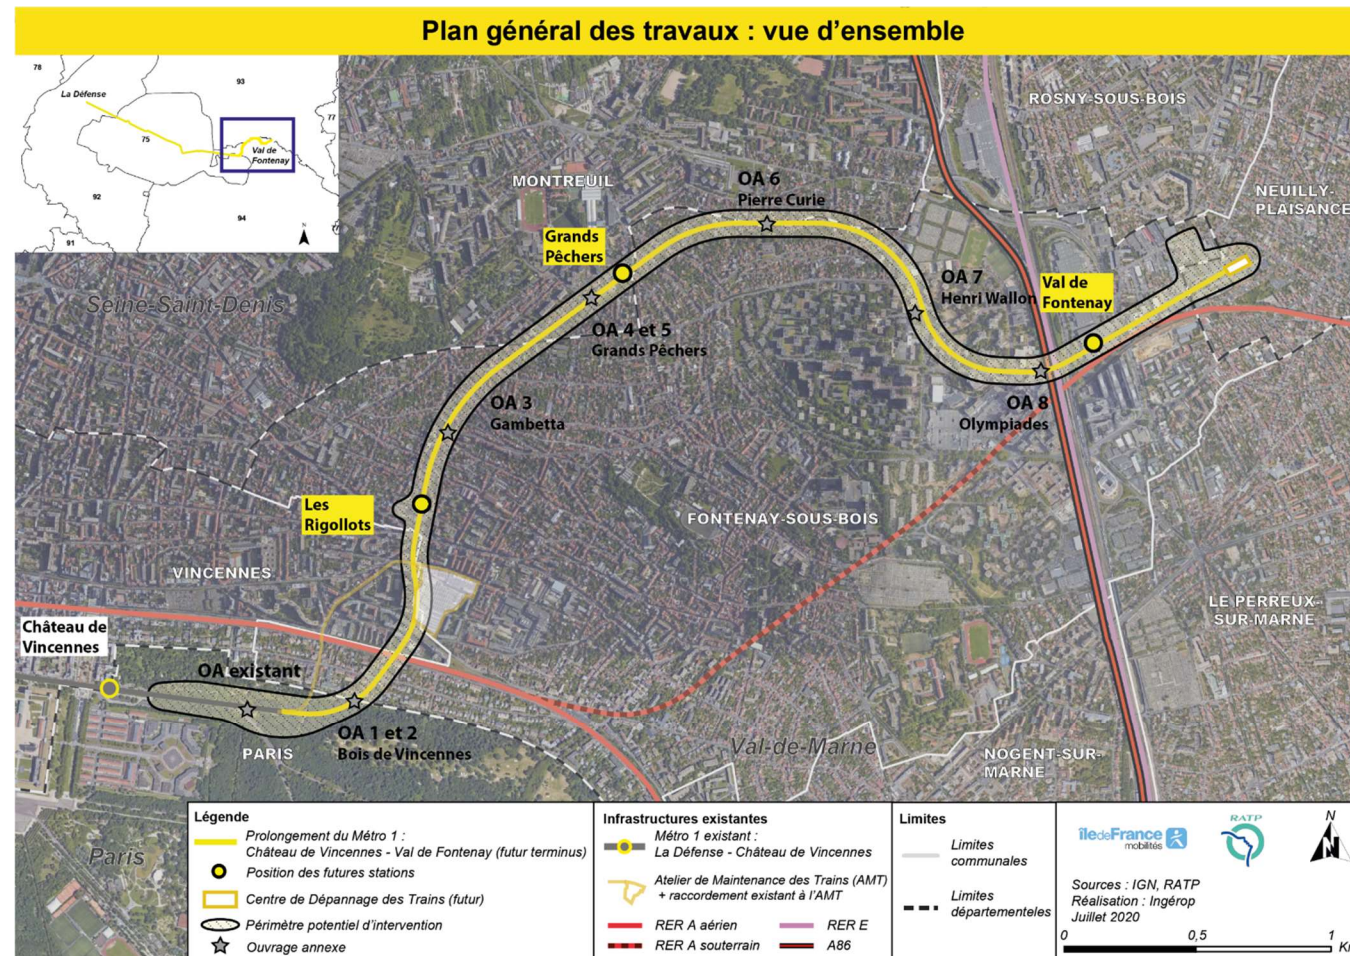 Plan général des travaux : vue d'ensemble
78
93
La Défense
77
75
Val de
Fontenay
92
94
77
91
N
ROSNY-SOUS-BOIS
MONTREUIL
NEUILLY-
PLAISANCE
OA 6
Pierre Curie
Grands
Pêchers
OA 7
Henri Wallon
Val de
Fontenay
Seine-Saint-Denis
OA 4 et 5
Grands Pêchers
OA 3
Gambetta
OA 8
Olympiades
Les
Rigollots
FONTENAY-SOUS-BOIS
VINCENNES
LE PERREUX-
SUR-MARNE
Château de
Vincennes
OA existant
OA 1 et 2
Bois de Vincennes
PARIS
Val-de-Marne
NOGENT-SUR-
MARNE
Paris
Légende
Prolongement du Métro 1 :
Château de Vincennes - Val de Fontenay (futur terminus)
Position des futures stations
Centre de Dépannage des Trains (futur)
Périmètre potentiel d'intervention
Ouvrage annexe
Infrastructures existantes
Métro 1 existant :
La Défense - Château de Vincennes
Atelier de Maintenance des Trains (AMT)
+ raccordement existant à l'AMT
RER A aérien
RER E
RER A souterrain
A86
Limites
Limites
communales
Limites
départementeles
îledeFrance
mobilités
RATP
N
Sources : IGN, RATP
Réalisation : Ingérop
Juillet 2020
0 0,5 1